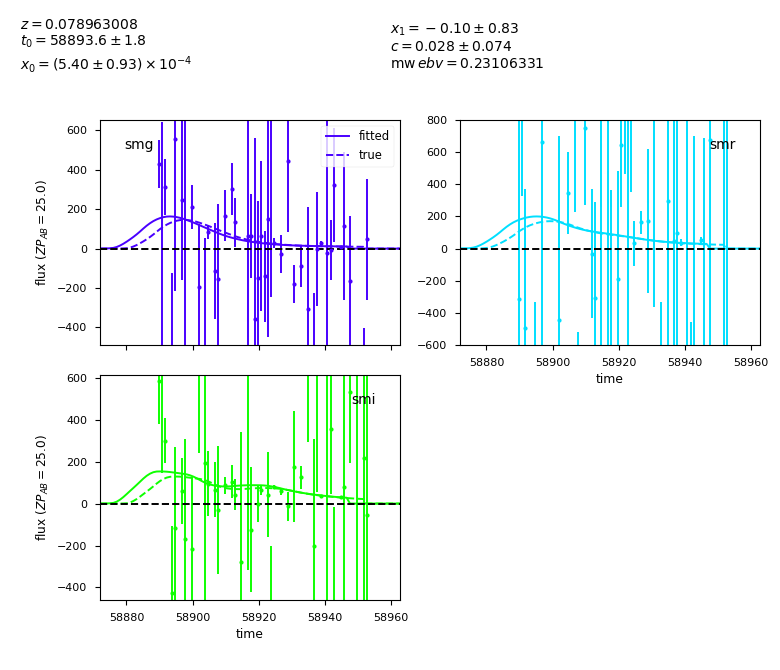 z = 0.078963008
t₀ = 58893.6 ± 1.8
x₀ = (5.40 ± 0.93) × 10⁻⁴
x₁ = −0.10 ± 0.83
c = 0.028 ± 0.074
mw ebv = 0.23106331
smg
fitted
true
600
400
200
0
−200
−400
flux (ZP_AB = 25.0)
smr
800
600
400
200
0
−200
−400
−600
58880 58900 58920 58940 58960
time
smi
600
400
200
0
−200
−400
flux (ZP_AB = 25.0)
58880 58900 58920 58940 58960
time